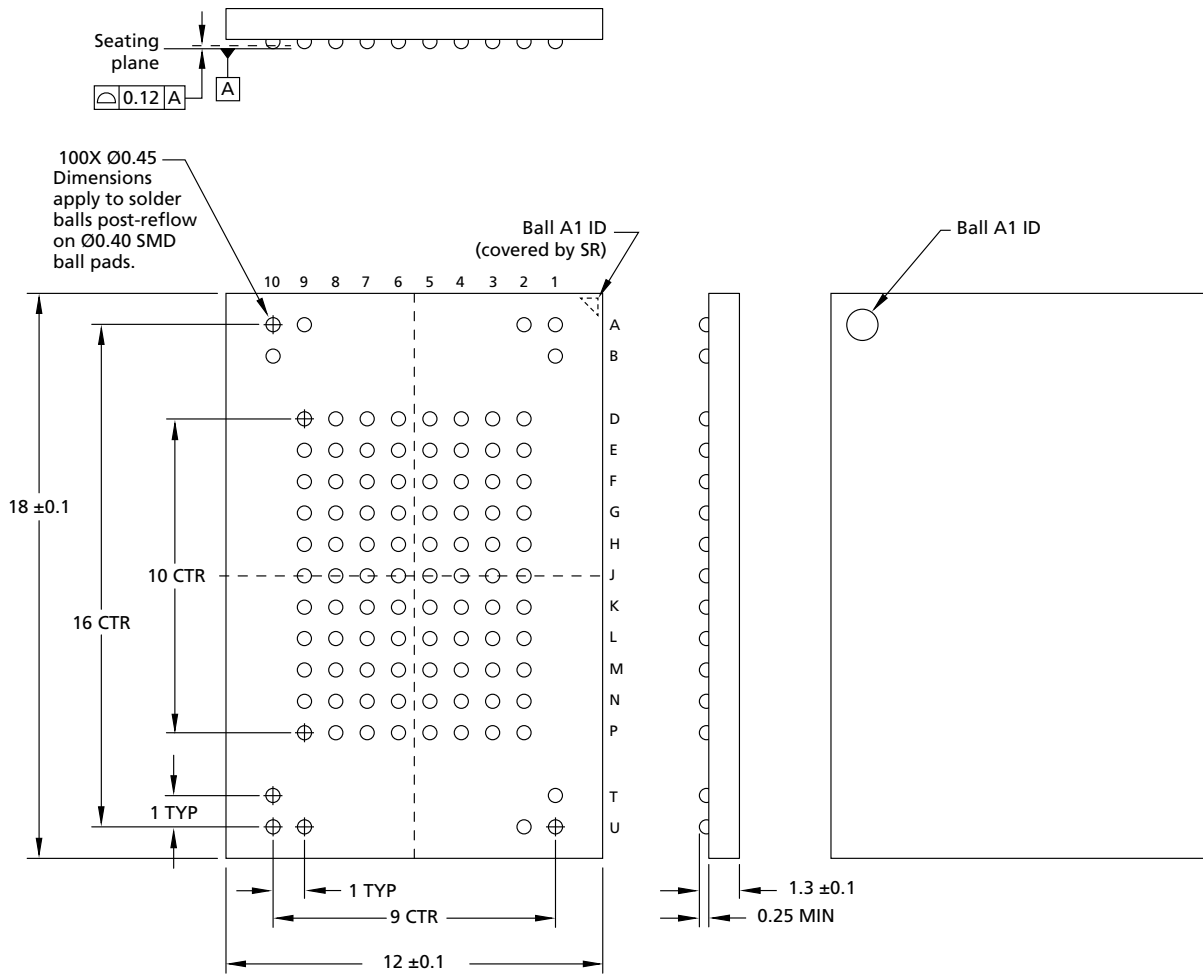 Seating
plane
A
0.12 A
100X Ø0.45
Dimensions
apply to solder
balls post-reflow
on Ø0.40 SMD
ball pads.
Ball A1 ID
(covered by SR)
Ball A1 ID
10 9 8 7 6 5 4 3 2 1
A
B
D
E
F
G
H
J
K
L
M
N
P
T
U
18 ±0.1
16 CTR
10 CTR
1 TYP
1 TYP
9 CTR
12 ±0.1
1.3 ±0.1
0.25 MIN